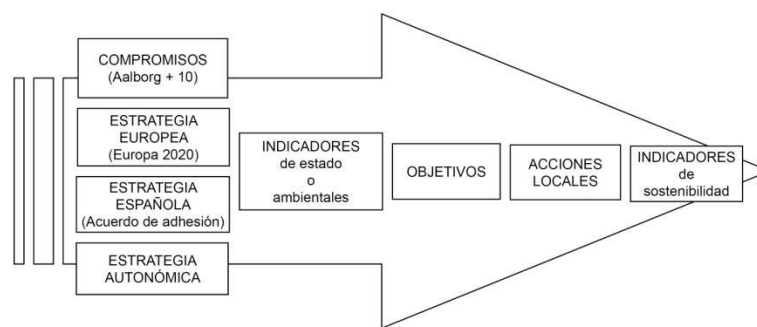 COMPROMISOS
(Aalborg + 10)
ESTRATEGIA
EUROPEA
(Europa 2020)
ESTRATEGIA
ESPAÑOLA
(Acuerdo de adhesión)
ESTRATEGIA
AUTONÓMICA
INDICADORES
de estado
o
ambientales
OBJETIVOS
ACCIONES
LOCALES
INDICADORES
de
sostenibilidad